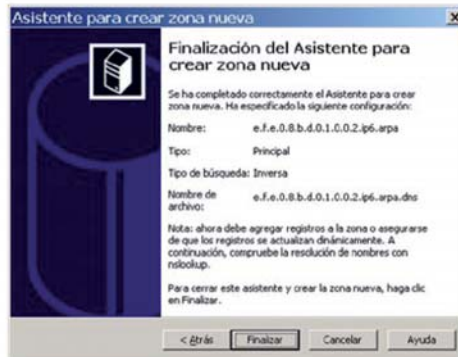 Asistente para crear zona nueva
Finalización del Asistente para
crear zona nueva
Se ha completado correctamente el Asistente para crear
zona nueva. Ha especificado la siguiente configuración:
Nombre: e.f.e.0.8.b.d.0.1.0.0.2.ip6.arpa
Tipo: Principal
Tipo de búsqueda: Inversa
Nombre de archivo: e.f.e.0.8.b.d.0.1.0.0.2.ip6.arpa.dns
Nota: ahora debe agregar registros a la zona o asegurarse
de que los registros se actualizan dinámicamente. A
continuación, compruebe la resolución de nombres con
nslookup.
Para cerrar este asistente y crear la zona nueva, haga clic
en Finalizar.
< Atrás Finalizar Cancelar Ayuda